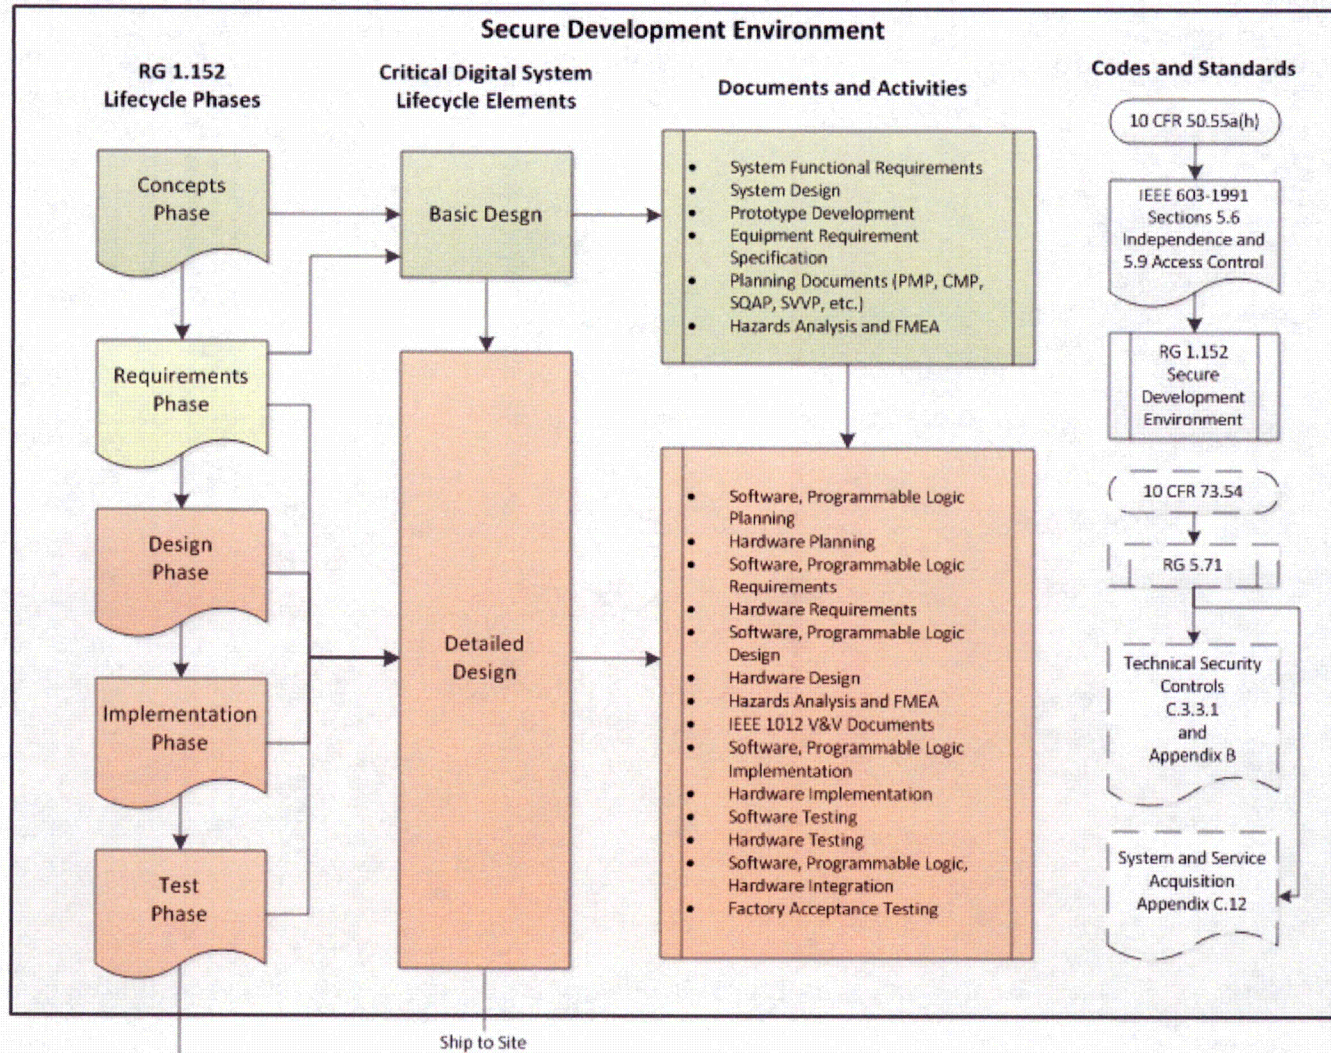 Secure Development Environment
RG 1.152
Lifecycle Phases
Critical Digital System
Lifecycle Elements
Documents and Activities
Codes and Standards
Concepts
Phase
Requirements
Phase
Design
Phase
Implementation
Phase
Test
Phase
Basic Desgn
Detailed
Design
• System Functional Requirements
• System Design
• Prototype Development
• Equipment Requirement
Specification
• Planning Documents (PMP, CMP,
SQAP, SVVP, etc.)
• Hazards Analysis and FMEA
• Software, Programmable Logic
Planning
• Hardware Planning
• Software, Programmable Logic
Requirements
• Hardware Requirements
• Software, Programmable Logic
Design
• Hardware Design
• Hazards Analysis and FMEA
• IEEE 1012 V&V Documents
• Software, Programmable Logic
Implementation
• Hardware Implementation
• Software Testing
• Hardware Testing
• Software, Programmable Logic,
Hardware Integration
• Factory Acceptance Testing
10 CFR 50.55a(h)
IEEE 603-1991
Sections 5.6
Independence and
5.9 Access Control
RG 1.152
Secure
Development
Environment
10 CFR 73.54
RG 5.71
Technical Security
Controls
C.3.3.1
and
Appendix B
System and Service
Acquisition
Appendix C.12
Ship to Site